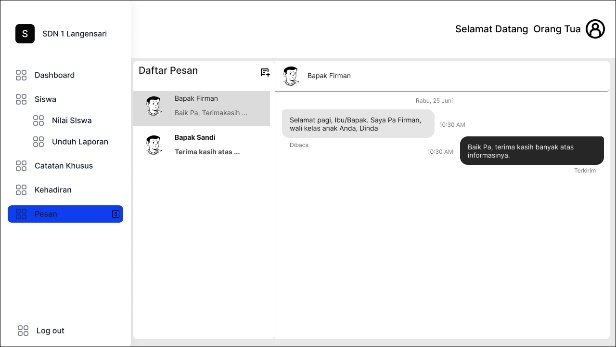 S SDN 1 Langensari
Selamat Datang Orang Tua
Dashboard
Siswa
Nilai SIswa
Unduh Laporan
Catatan Khusus
Kehadiran
Pesan
Log out
Daftar Pesan
Bapak Firman
Baik Pa, Terimakasih ...
Bapak Sandi
Terima kasih atas ...
Bapak Firman
Rabu, 25 Juni
Selamat pagi, Ibu/Bapak. Saya Pa Firman,
wali kelas anak Anda, Dinda
10:30 AM
Dibaca
10:30 AM
Baik Pa, terima kasih banyak atas
informasinya.
Terkirim